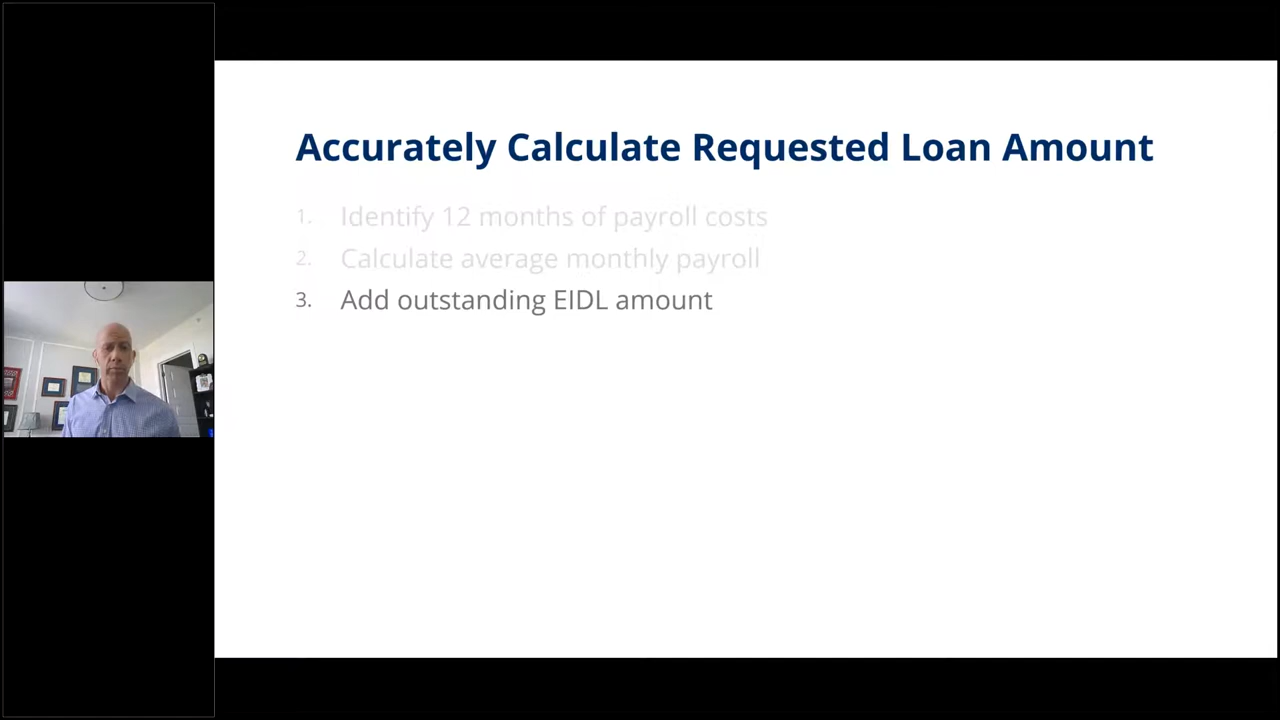 Accurately Calculate Requested Loan Amount
1. Identify 12 months of payroll costs
2. Calculate average monthly payroll
3. Add outstanding EIDL amount